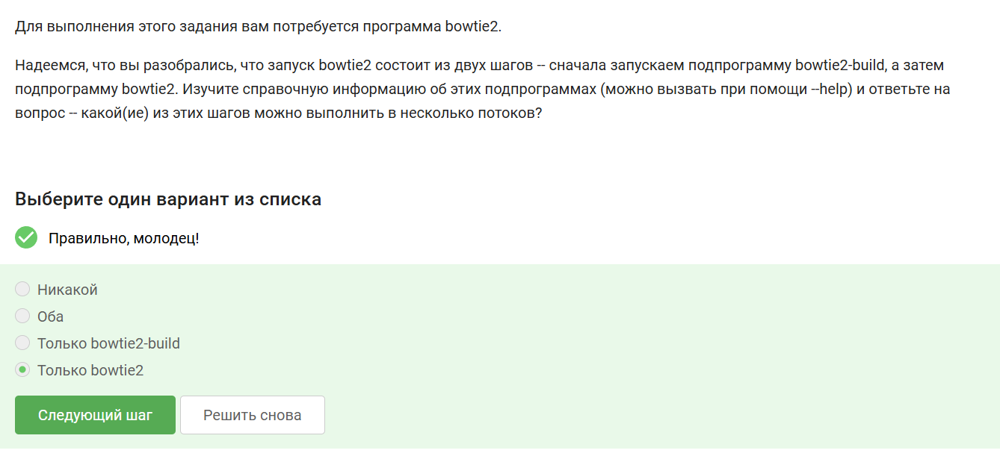 Для выполнения этого задания вам потребуется программа bowtie2.
Надеемся, что вы разобрались, что запуск bowtie2 состоит из двух шагов -- сначала запускаем подпрограмму bowtie2-build, а затем
подпрограмму bowtie2. Изучите справочную информацию об этих подпрограммах (можно вызвать при помощи --help) и ответьте на
вопрос -- какой(ие) из этих шагов можно выполнить в несколько потоков?
Выберите один вариант из списка
Правильно, молодец!
Никакой
Оба
Только bowtie2-build
Только bowtie2
Следующий шаг
Решить снова